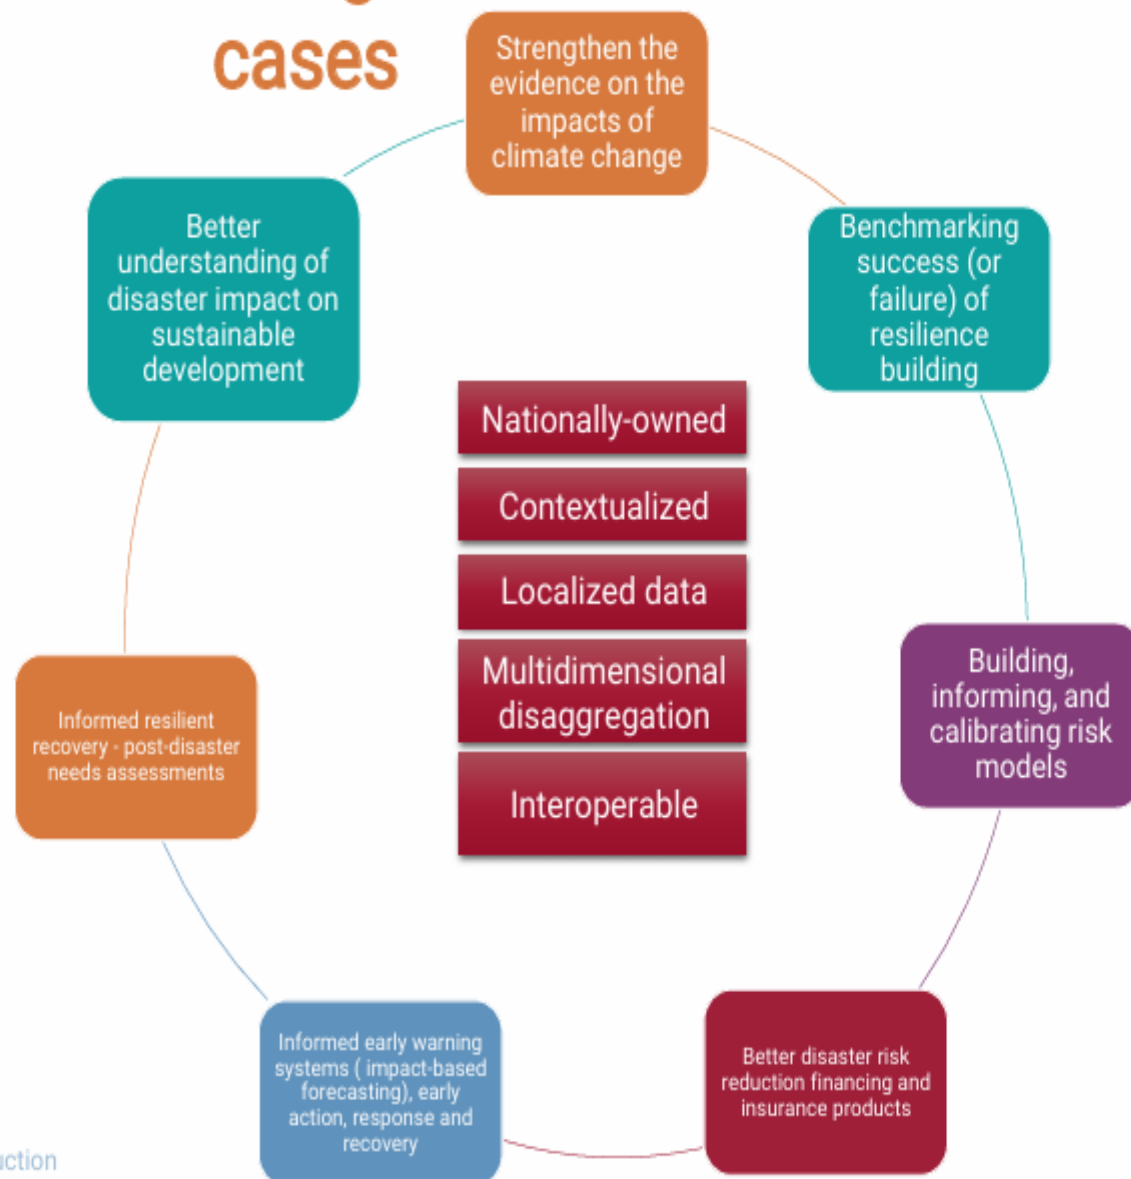 cases
Strengthen the
evidence on the
impacts of
climate change
Benchmarking
success (or
failure) of
resilience
building
Building,
informing, and
calibrating risk
models
Better disaster risk
reduction financing and
insurance products
Informed early warning
systems ( impact-based
forecasting), early
action, response and
recovery
Informed resilient
recovery - post-disaster
needs assessments
Better
understanding of
disaster impact on
sustainable
development
Nationally-owned
Contextualized
Localized data
Multidimensional
disaggregation
Interoperable